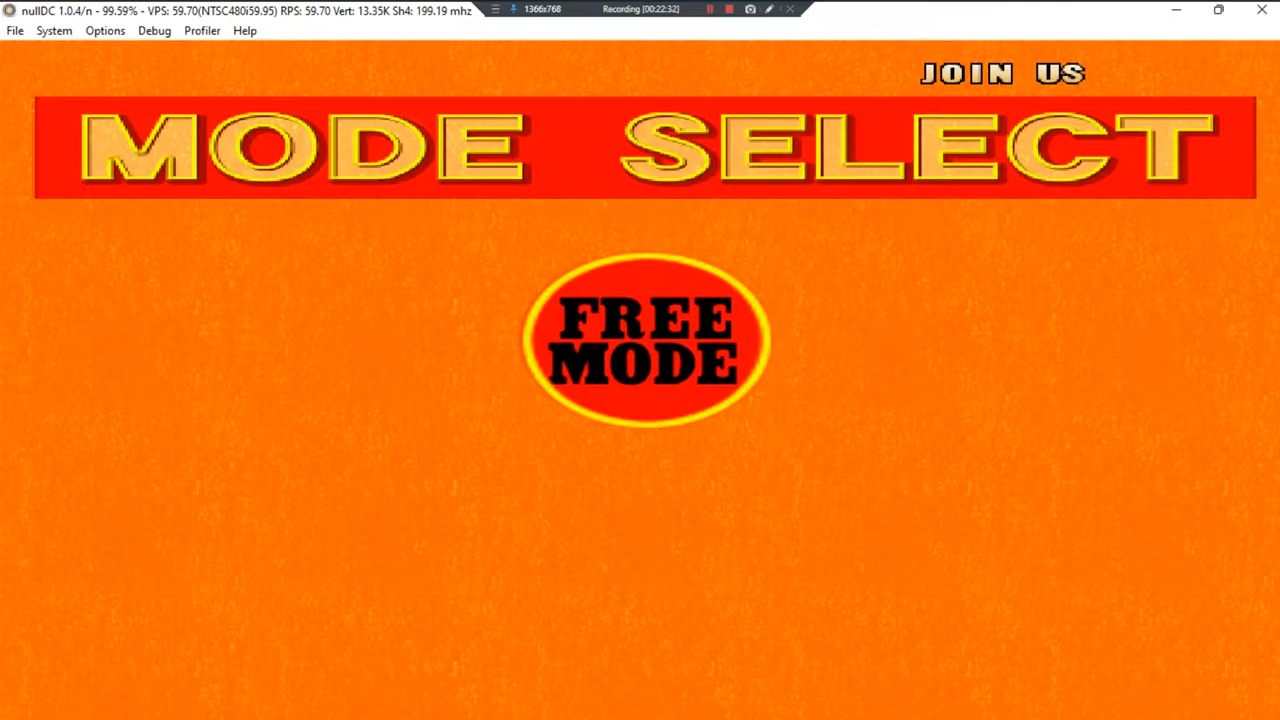 nullDC 1.0.4/n - 99.59% - VPS: 59.70(NTSC480i59.95) RPS: 59.70 Vert: 13.35K Sh4: 199.19 mhz
1366x768 Recording [00:22:32]
File System Options Debug Profiler Help
JOIN US
MODE SELECT
FREE
MODE